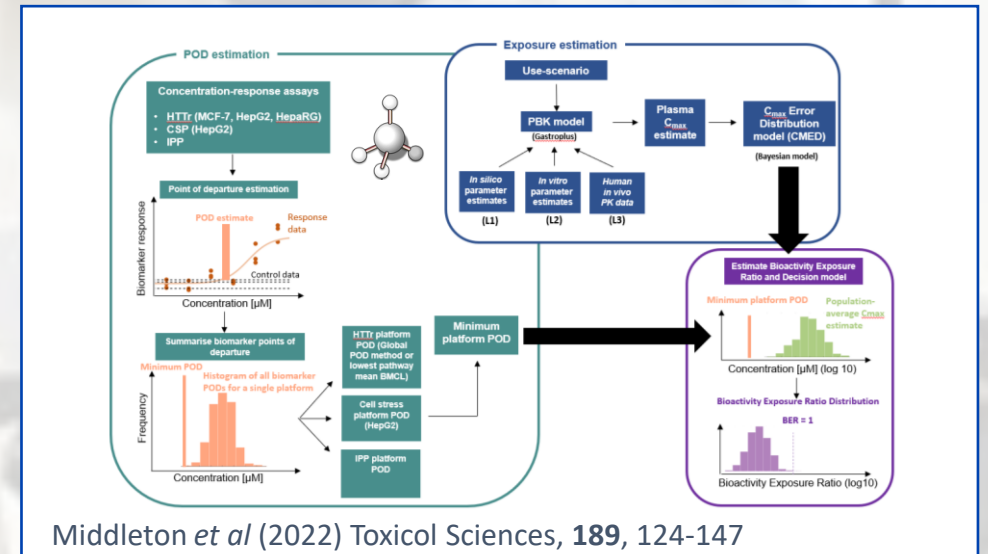 POD estimation
Concentration-response assays
• HTTr (MCF-7, HepG2, HepaRG)
• CSP (HepG2)
• IPP
Point of departure estimation
POD estimate
Response
data
Control data
Biomarker response
Concentration [µM]
Summarise biomarker points of
departure
Minimum POD
Histogram of all biomarker
PODs for a single platform
Frequency
Concentration [µM]
HTTr platform
POD (Global
POD method or
lowest pathway
mean BMCL)
Cell stress
platform POD
(HepG2)
IPP platform
POD
Minimum
platform POD
Exposure estimation
Use-scenario
PBK model
(Gastroplus)
In silico
parameter
estimates
(L1)
In vitro
parameter
estimates
(L2)
Human
in vivo
PK data
(L3)
Plasma
Cmax
estimate
Cmax Error
Distribution
model (CMED)
(Bayesian model)
Estimate Bioactivity Exposure
Ratio and Decision model
Minimum platform POD
Population-
average Cmax
estimate
Concentration [µM] (log 10)
Bioactivity Exposure Ratio Distribution
BER = 1
Bioactivity Exposure Ratio (log10)
Middleton et al (2022) Toxicol Sciences, 189, 124-147